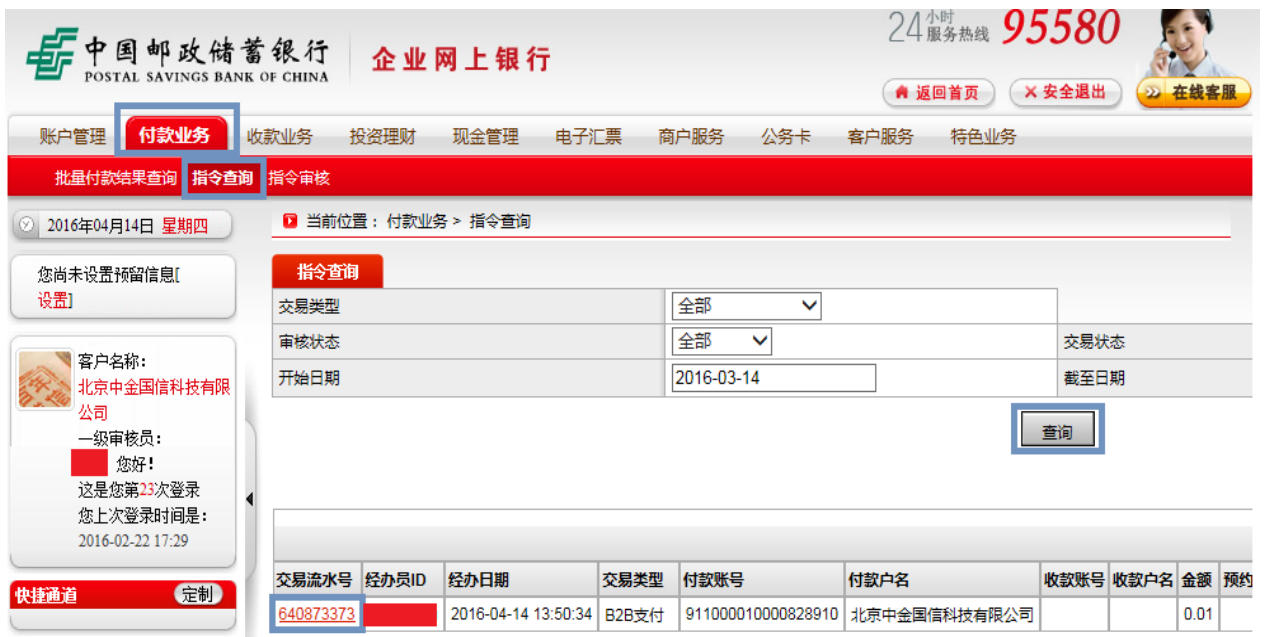 中国邮政储蓄银行
POSTAL SAVINGS BANK OF CHINA
企业网上银行
24小时服务热线 95580
返回首页 安全退出 在线客服
账户管理 付款业务 收款业务 投资理财 现金管理 电子汇票 商户服务 公务卡 客户服务 特色业务
批量付款结果查询 指令查询 指令审核
2016年04月14日 星期四
当前位置：付款业务 > 指令查询
您尚未设置预留信息[
设置]
指令查询
交易类型 全部
审核状态 全部 交易状态
开始日期 2016-03-14 截至日期
查询
客户名称：
北京中金国信科技有限
公司
一级审核员：
您好！
这是您第23次登录
您上次登录时间是：
2016-02-22 17:29
快捷通道 定制
交易流水号 经办员ID 经办日期 交易类型 付款账号 付款户名 收款账号 收款户名 金额 预约
640873373 2016-04-14 13:50:34 B2B支付 911000010000828910 北京中金国信科技有限公司 0.01